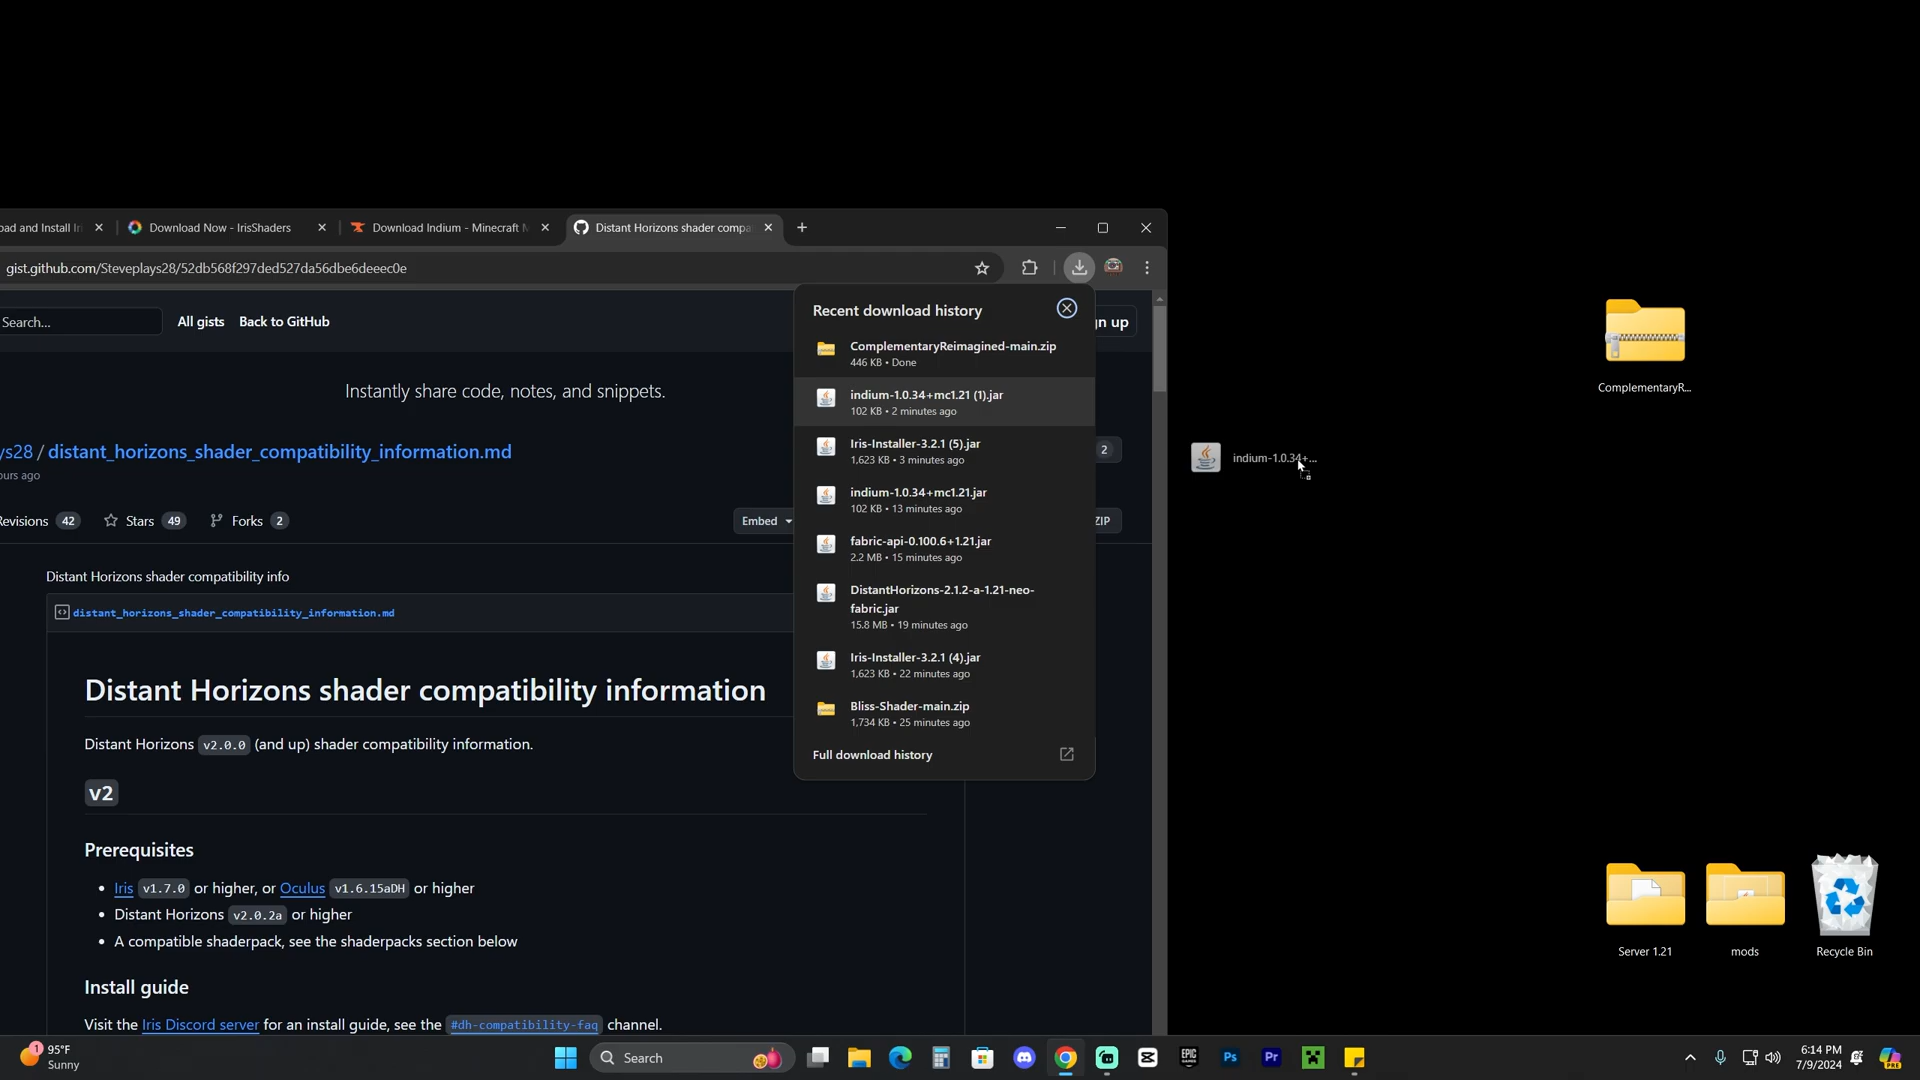 oad and Install In
Download Now - IrisShaders
Download Indium - Minecraft M
Distant Horizons shader compa
gist.github.com/Steveplays28/52db568f297ded527da56dbe6deeec0e
Search...
All gists
Back to GitHub
gn up
Instantly share code, notes, and snippets.
ys28 / distant_horizons_shader_compatibility_information.md
ours ago
2
Revisions 42
Stars 49
Forks 2
Embed
ZIP
Distant Horizons shader compatibility info
distant_horizons_shader_compatibility_information.md
Distant Horizons shader compatibility information
Distant Horizons v2.0.0 (and up) shader compatibility information.
v2
Prerequisites
• Iris v1.7.0 or higher, or Oculus v1.6.15aDH or higher
• Distant Horizons v2.0.2a or higher
• A compatible shaderpack, see the shaderpacks section below
Install guide
Visit the Iris Discord server for an install guide, see the #dh-compatibility-faq channel.
Recent download history
ComplementaryReimagined-main.zip
446 KB • Done
indium-1.0.34+mc1.21 (1).jar
102 KB • 2 minutes ago
Iris-Installer-3.2.1 (5).jar
1,623 KB • 3 minutes ago
indium-1.0.34+mc1.21.jar
102 KB • 13 minutes ago
fabric-api-0.100.6+1.21.jar
2.2 MB • 15 minutes ago
DistantHorizons-2.1.2-a-1.21-neo-
fabric.jar
15.8 MB • 19 minutes ago
Iris-Installer-3.2.1 (4).jar
1,623 KB • 22 minutes ago
Bliss-Shader-main.zip
1,734 KB • 25 minutes ago
Full download history
ComplementaryR...
indium-1.0.34+...
Server 1.21
mods
Recycle Bin
1
95°F
Sunny
Search
EPIC
GAMES
Ps
Pr
6:14 PM
7/9/2024
PRE